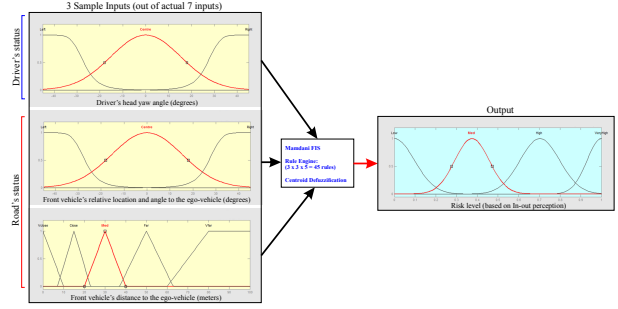 3 Sample Inputs (out of actual 7 inputs)
Driver's status
Left
Centre
Right
Driver's head yaw angle (degrees)
Road's status
Left
Centre
Right
Front vehicle's relative location and angle to the ego-vehicle (degrees)
Close
Med
Far
Vfar
Front vehicle's distance to the ego-vehicle (meters)
Mamdani FIS
Rule Engine:
(3 x 3 x 5 = 45 rules)
Centroid Defuzzification
Output
Low
Med
High
VeryHigh
Risk level (based on In-out perception)